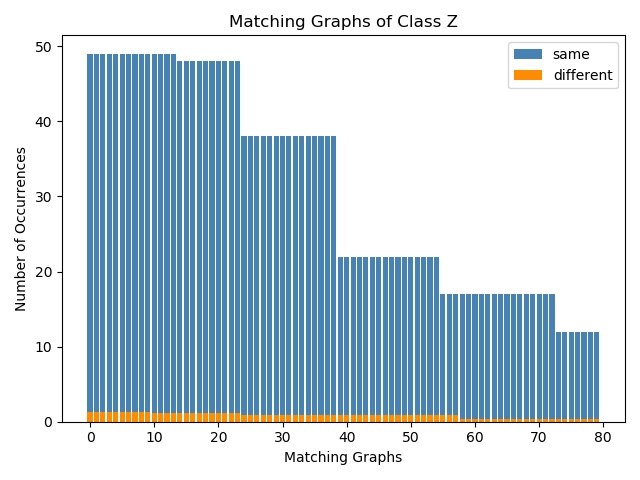 Matching Graphs of Class Z
same
different
Number of Occurrences
50
40
30
20
10
0
0 10 20 30 40 50 60 70 80
Matching Graphs